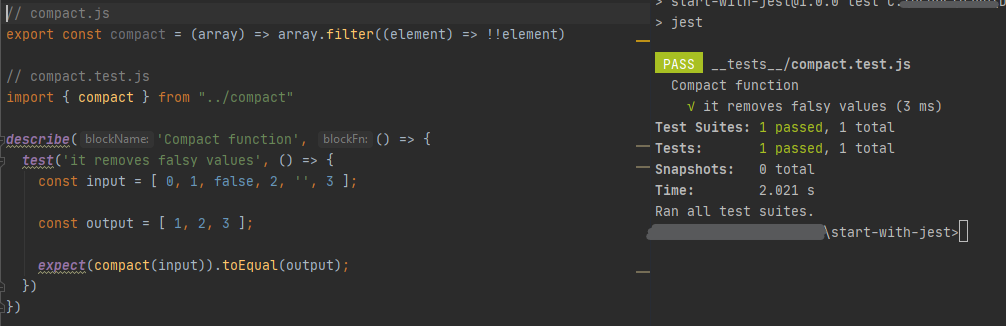 // compact.js
export const compact = (array) => array.filter((element) => !!element)
// compact.test.js
import { compact } from "../compact"
describe( blockName: 'Compact function', blockFn: () => {
test('it removes falsy values', () => {
const input = [ 0, 1, false, 2, '', 3 ];
const output = [ 1, 2, 3 ];
expect(compact(input)).toEqual(output);
})
})
> start-with-jest@1.0.0 test C:
> jest
PASS __tests__/compact.test.js
Compact function
√ it removes falsy values (3 ms)
Test Suites: 1 passed, 1 total
Tests: 1 passed, 1 total
Snapshots: 0 total
Time: 2.021 s
Ran all test suites.
\start-with-jest>